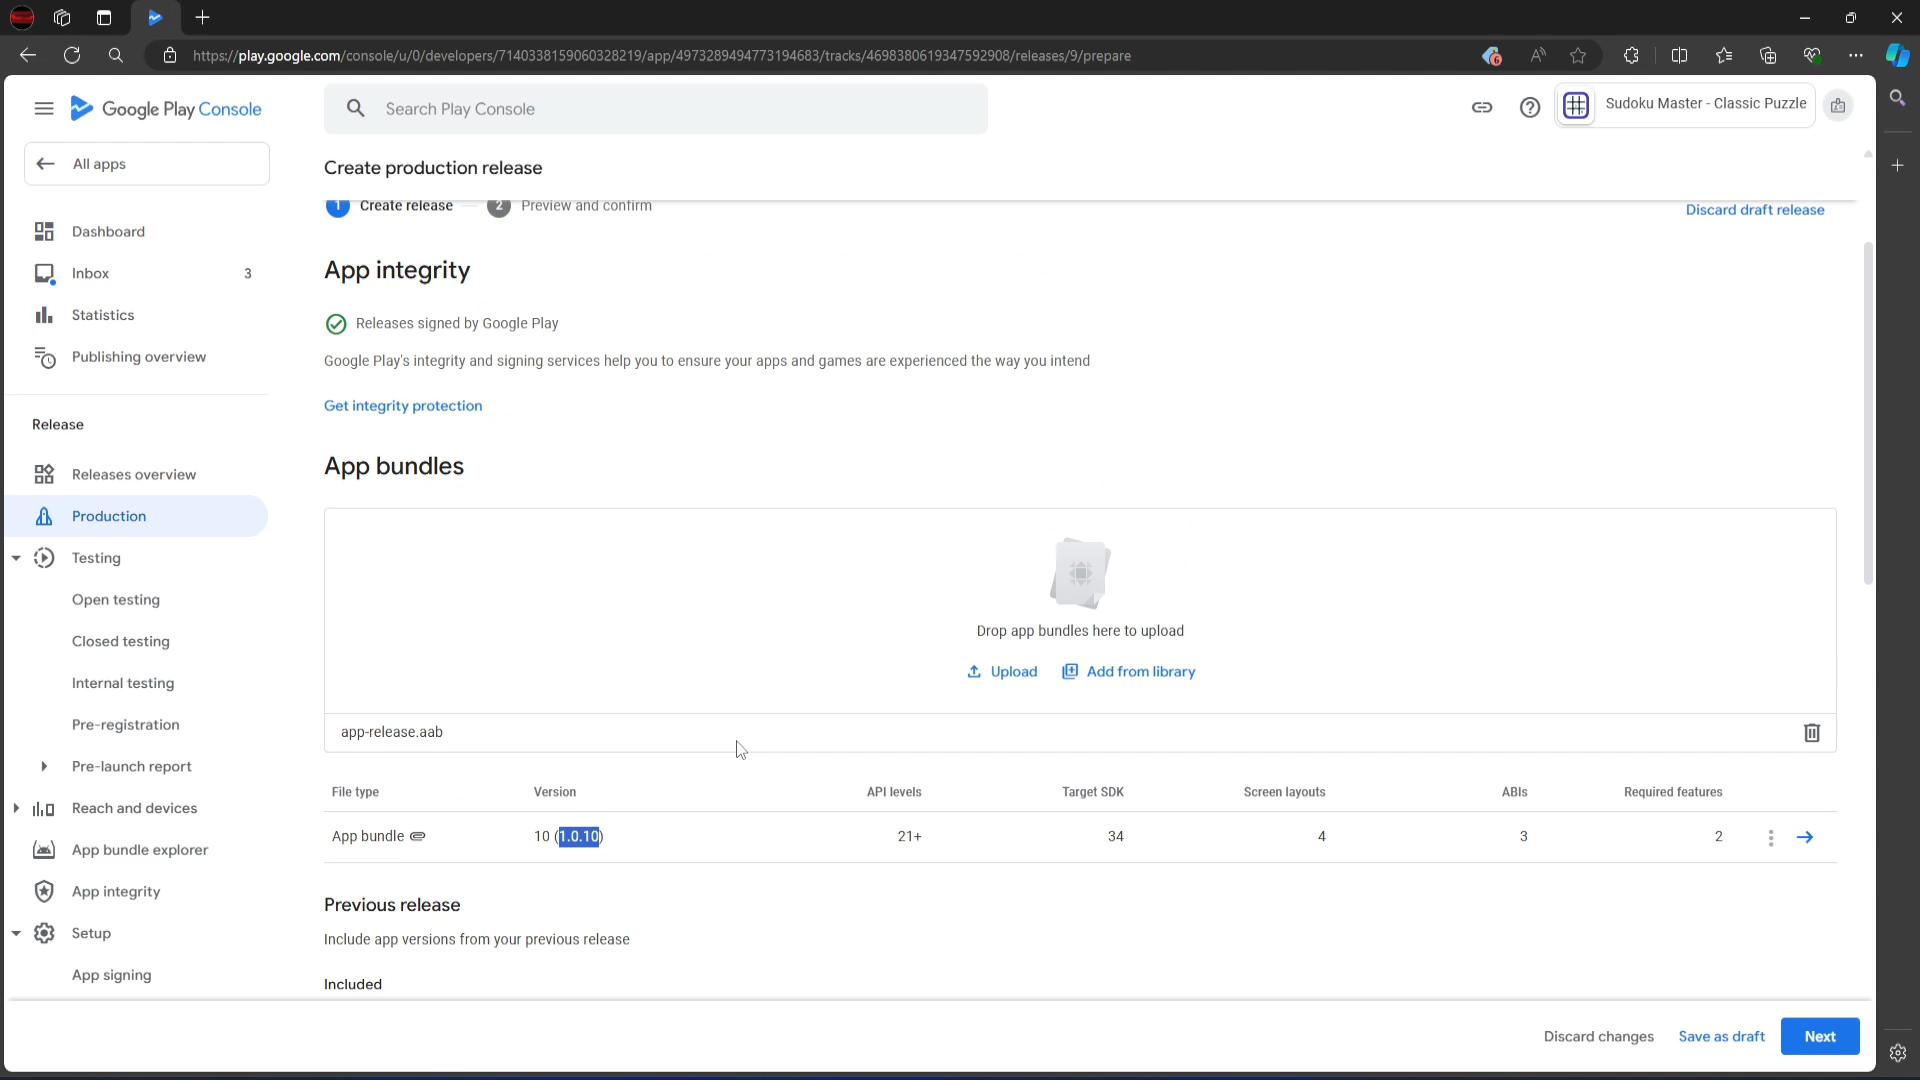 https://play.google.com/console/u/0/developers/7140338159060328219/app/4973289494773194683/tracks/4698380619347592908/releases/9/prepare
6
Google Play Console
Search Play Console
Sudoku Master - Classic Puzzle
All apps
Create production release
1 Create release
2 Preview and confirm
Discard draft release
Dashboard
Inbox 3
Statistics
Publishing overview
Release
Releases overview
Production
Testing
Open testing
Closed testing
Internal testing
Pre-registration
Pre-launch report
Reach and devices
App bundle explorer
App integrity
Setup
App signing
App integrity
Releases signed by Google Play
Google Play's integrity and signing services help you to ensure your apps and games are experienced the way you intend
Get integrity protection
App bundles
Drop app bundles here to upload
Upload Add from library
app-release.aab
File type Version API levels Target SDK Screen layouts ABIs Required features
App bundle 10 (1.0.10) 21+ 34 4 3 2
Previous release
Include app versions from your previous release
Included
Discard changes Save as draft Next